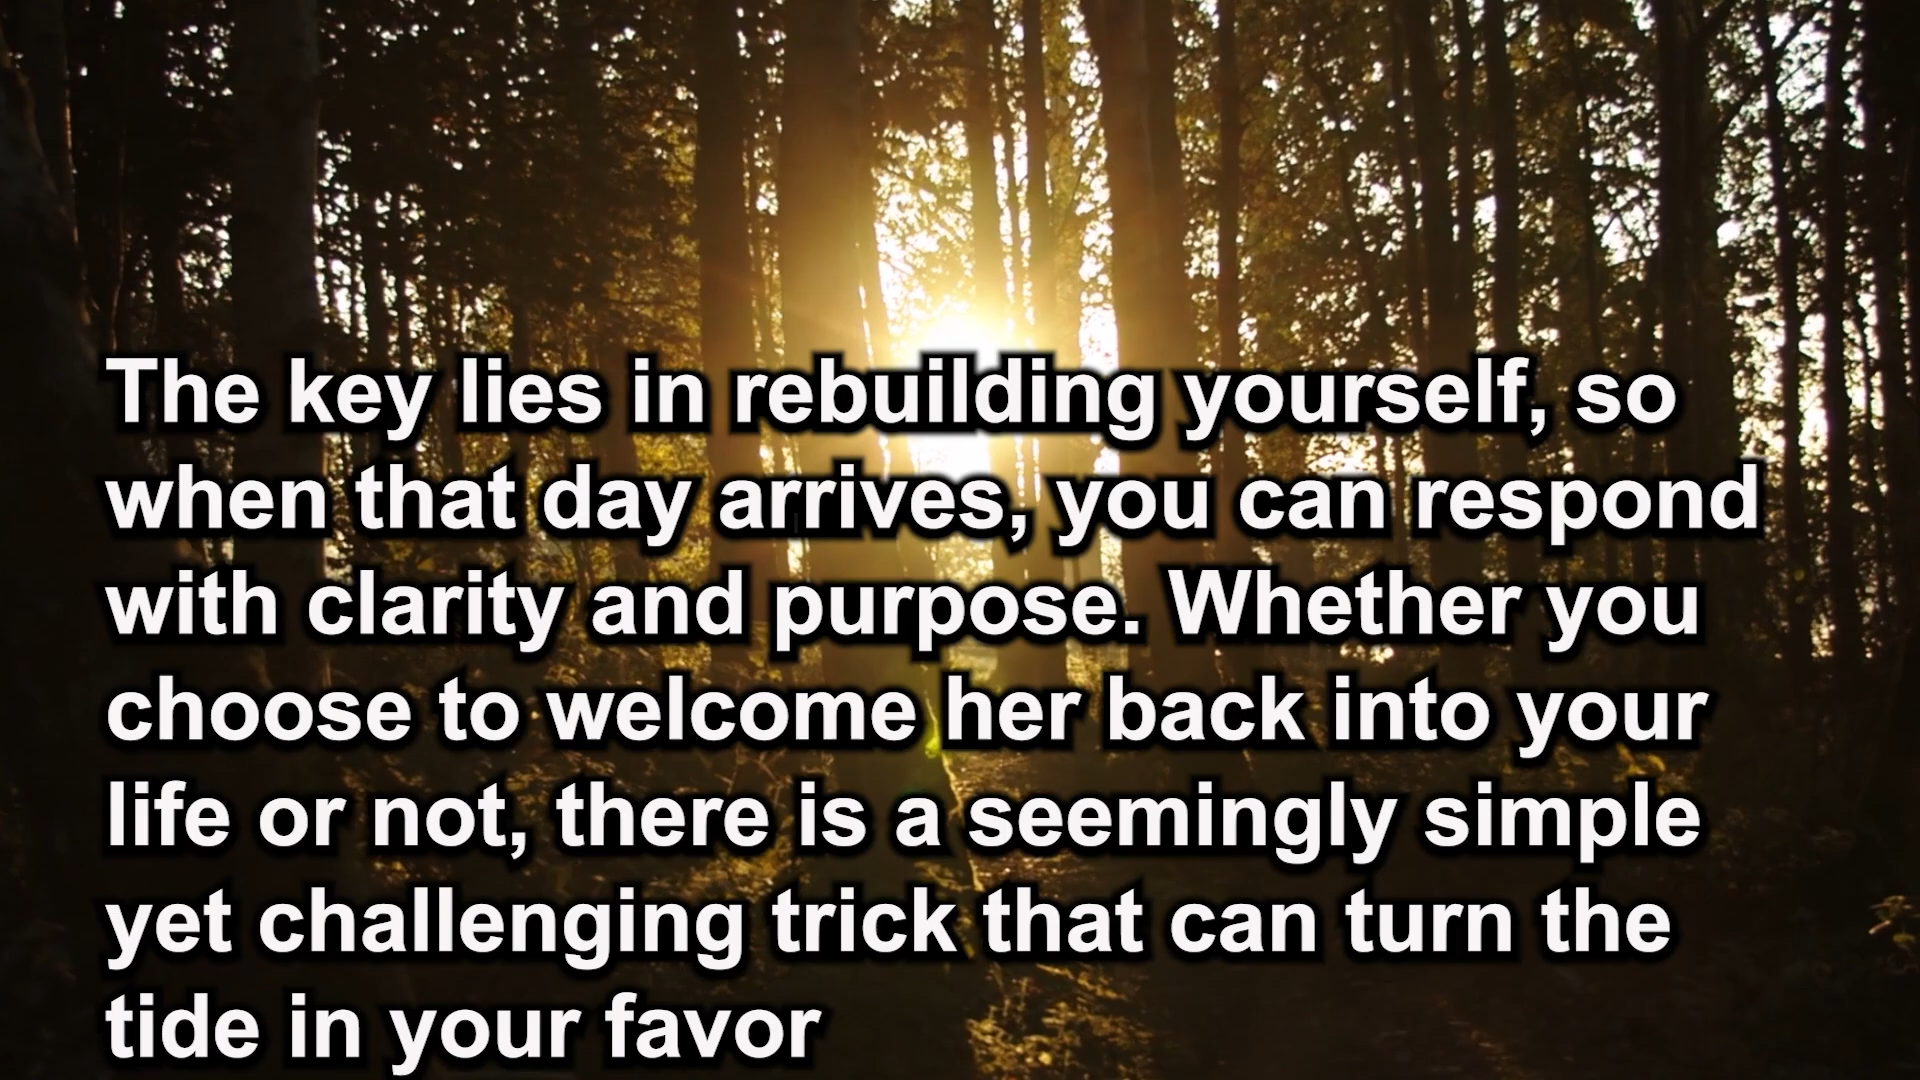 The key lies in rebuilding yourself, so
when that day arrives, you can respond
with clarity and purpose. Whether you
choose to welcome her back into your
life or not, there is a seemingly simple
yet challenging trick that can turn the
tide in your favor